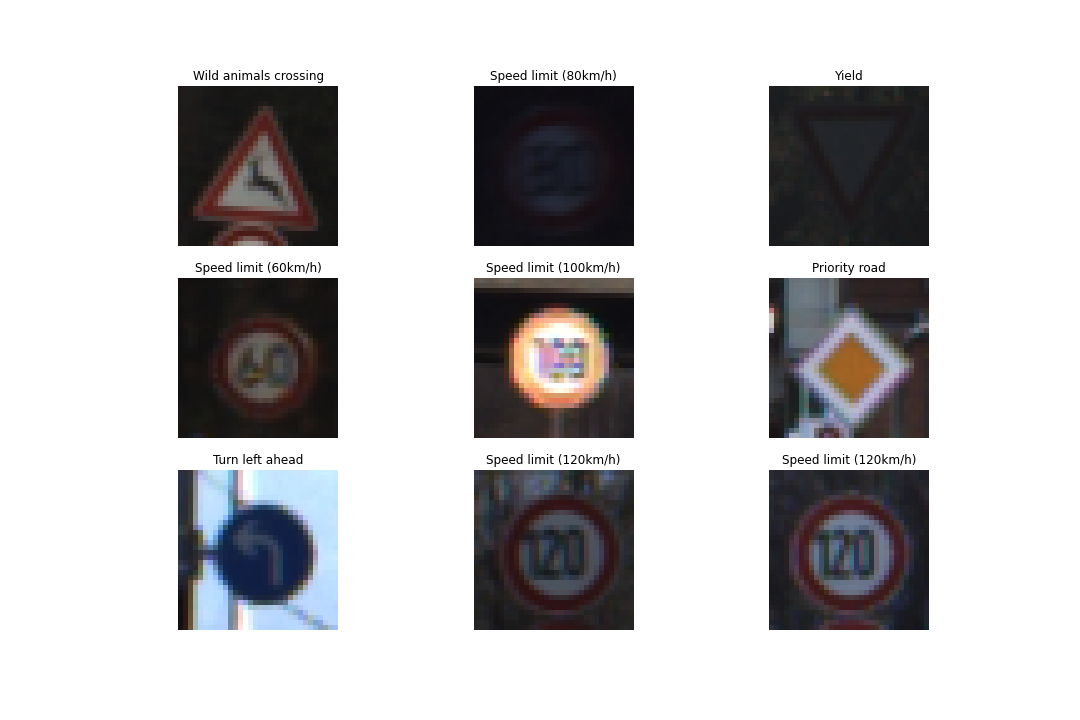 Wild animals crossing
Speed limit (80km/h)
Yield
Speed limit (60km/h)
Speed limit (100km/h)
Priority road
60
Turn left ahead
Speed limit (120km/h)
Speed limit (120km/h)
120
120